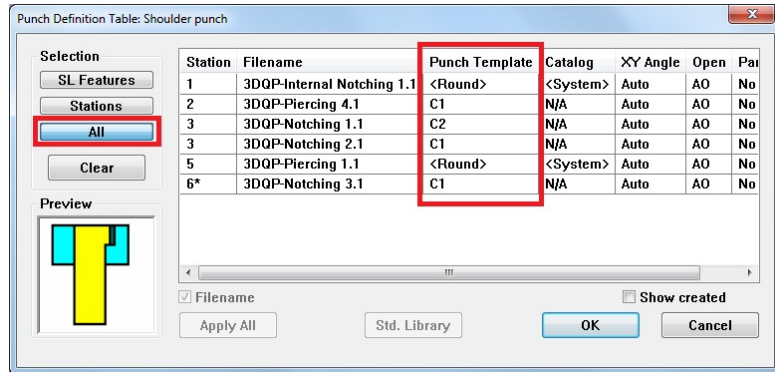 Punch Definition Table: Shoulder punch
Selection
SL Features
Stations
All
Clear
Preview
Station Filename Punch Template Catalog XY Angle Open Par
1 3DQP-Internal Notching 1.1 <Round> <System> Auto AO No
2 3DQP-Piercing 4.1 C1 N/A Auto AO No
3 3DQP-Notching 1.1 C2 N/A Auto AO No
3 3DQP-Notching 2.1 C1 N/A Auto AO No
5 3DQP-Piercing 1.1 <Round> <System> Auto AO No
6* 3DQP-Notching 3.1 C1 N/A Auto AO No
Filename
Show created
Apply All
Std. Library
OK
Cancel